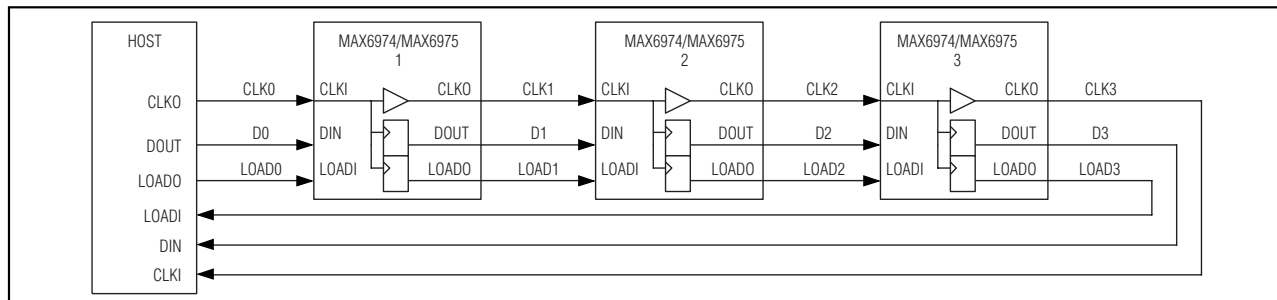 HOST
MAX6974/MAX6975
1
MAX6974/MAX6975
2
MAX6974/MAX6975
3
CLKO CLK0 CLKI CLKO CLK1 CLKI CLKO CLK2 CLKI CLKO CLK3
DOUT D0 DIN DOUT D1 DIN DOUT D2 DIN DOUT D3
LOADO LOAD0 LOADI LOADO LOAD1 LOADI LOADO LOAD2 LOADI LOADO LOAD3
LOADI
DIN
CLKI